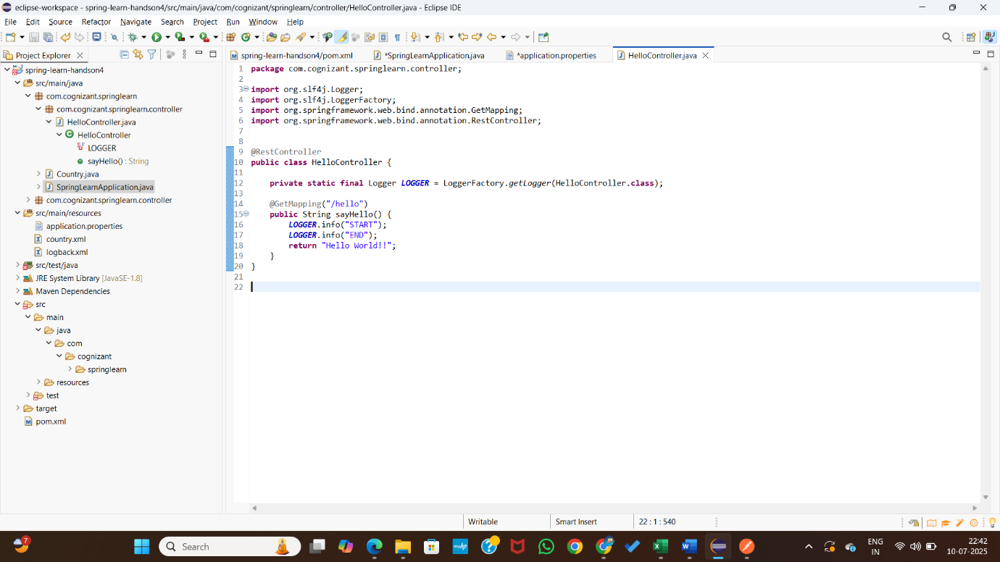 eclipse-workspace - spring-learn-handson4/src/main/java/com/cognizant/springlearn/controller/HelloController.java - Eclipse IDE
File Edit Source Refactor Navigate Search Project Run Window Help
Project Explorer
spring-learn-handson4/pom.xml *SpringLearnApplication.java *application.properties HelloController.java
spring-learn-handson4
src/main/java
com.cognizant.springlearn
com.cognizant.springlearn.controller
HelloController.java
HelloController
LOGGER
sayHello() : String
Country.java
SpringLearnApplication.java
com.cognizant.springlearn.controller
src/main/resources
application.properties
country.xml
logback.xml
src/test/java
JRE System Library [JavaSE-1.8]
Maven Dependencies
src
main
java
com
cognizant
springlearn
resources
test
target
pom.xml
1 package com.cognizant.springlearn.controller;
2
3 import org.slf4j.Logger;
4 import org.slf4j.LoggerFactory;
5 import org.springframework.web.bind.annotation.GetMapping;
6 import org.springframework.web.bind.annotation.RestController;
7
8
9 @RestController
10 public class HelloController {
11
12 private static final Logger LOGGER = LoggerFactory.getLogger(HelloController.class);
13
14 @GetMapping("/hello")
15 public String sayHello() {
16 LOGGER.info("START");
17 LOGGER.info("END");
18 return "Hello World!!";
19 }
20 }
21
22
Writable Smart Insert 22 : 1 : 540
7 Search myhp ENG IN 22:42 10-07-2025